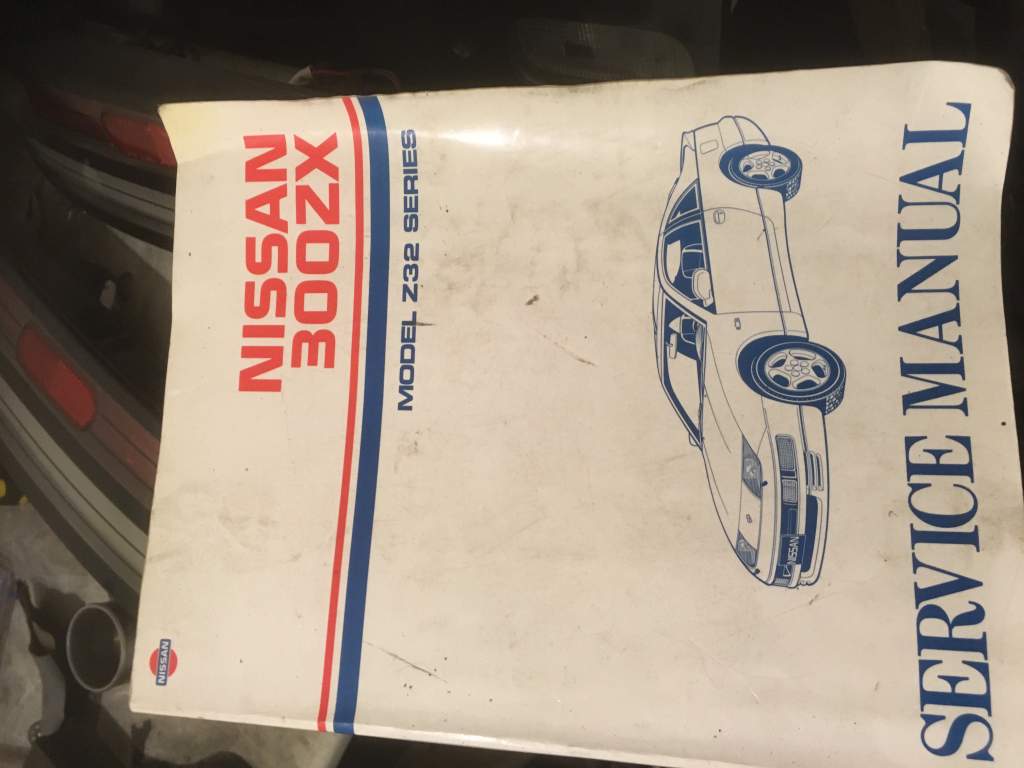 NISSAN
300ZX
MODEL Z32 SERIES
NISSAN
SERVICE MANUAL
NISSAN